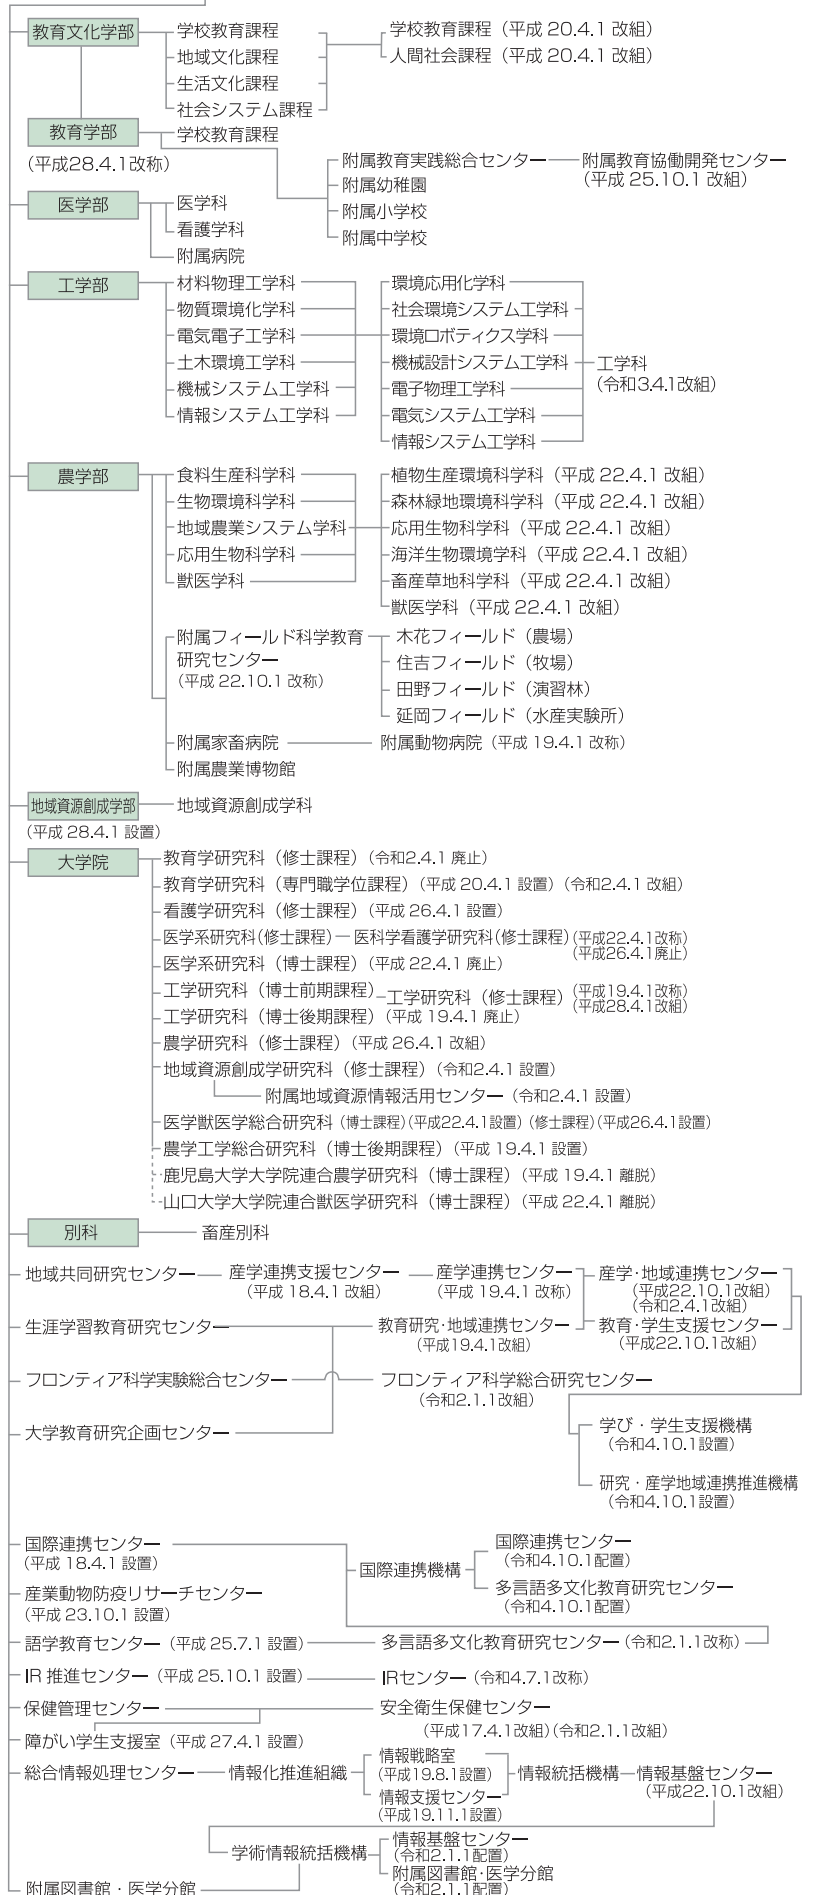 教育文化学部
学校教育課程
地域文化課程
生活文化課程
社会システム課程
学校教育課程（平成 20.4.1 改組）
人間社会課程（平成 20.4.1 改組）
教育学部
（平成28.4.1改称）
学校教育課程
附属教育実践総合センター
附属教育協働開発センター
（平成 25.10.1 改組）
附属幼稚園
附属小学校
附属中学校
医学部
医学科
看護学科
附属病院
工学部
材料物理工学科
物質環境化学科
電気電子工学科
土木環境工学科
機械システム工学科
情報システム工学科
環境応用化学科
社会環境システム工学科
環境ロボティクス学科
機械設計システム工学科
電子物理工学科
電気システム工学科
情報システム工学科
工学科
（令和3.4.1改組）
農学部
食料生産科学科
生物環境科学科
地域農業システム学科
応用生物科学科
獣医学科
植物生産環境科学科（平成 22.4.1 改組）
森林緑地環境科学科（平成 22.4.1 改組）
応用生物科学科（平成 22.4.1 改組）
海洋生物環境学科（平成 22.4.1 改組）
畜産草地科学科（平成 22.4.1 改組）
獣医学科（平成 22.4.1 改組）
附属フィールド科学教育
研究センター
（平成 22.10.1 改称）
木花フィールド（農場）
住吉フィールド（牧場）
田野フィールド（演習林）
延岡フィールド（水産実験所）
附属家畜病院
附属動物病院（平成 19.4.1 改称）
附属農業博物館
地域資源創成学部
（平成 28.4.1 設置）
地域資源創成学科
大学院
教育学研究科（修士課程）（令和2.4.1 廃止）
教育学研究科（専門職学位課程）（平成 20.4.1 設置）（令和2.4.1 改組）
看護学研究科（修士課程）（平成 26.4.1 設置）
医学系研究科（修士課程） 医科学看護学研究科（修士課程）（平成22.4.1改称）
（平成26.4.1廃止）
医学系研究科（博士課程）（平成 22.4.1 廃止）
工学研究科（博士前期課程）
工学研究科（修士課程）（平成19.4.1改称）
（平成28.4.1改組）
工学研究科（博士後期課程）（平成 19.4.1 廃止）
農学研究科（修士課程）（平成 26.4.1 改組）
地域資源創成学研究科（修士課程）（令和2.4.1 設置）
附属地域資源情報活用センター（令和2.4.1 設置）
医学獣医学総合研究科（博士課程）（平成22.4.1設置）（修士課程）（平成26.4.1設置）
農学工学総合研究科（博士後期課程）（平成 19.4.1 設置）
鹿児島大学大学院連合農学研究科（博士課程）（平成 19.4.1 離脱）
山口大学大学院連合獣医学研究科（博士課程）（平成 22.4.1 離脱）
別科
畜産別科
地域共同研究センター
産学連携支援センター
（平成 18.4.1 改組）
産学連携センター
（平成 19.4.1 改称）
産学・地域連携センター
（平成22.10.1改組）
（令和2.4.1改組）
生涯学習教育研究センター
教育研究・地域連携センター
（平成19.4.1改組）
教育・学生支援センター
（平成22.10.1改組）
フロンティア科学実験総合センター
フロンティア科学総合研究センター
（令和2.1.1改組）
大学教育研究企画センター
学び・学生支援機構
（令和4.10.1設置）
研究・産学地域連携推進機構
（令和4.10.1設置）
国際連携センター
（平成 18.4.1 設置）
国際連携機構
国際連携センター
（令和4.10.1配置）
多言語多文化教育研究センター
（令和4.10.1配置）
産業動物防疫リサーチセンター
（平成 23.10.1 設置）
語学教育センター（平成 25.7.1 設置）
多言語多文化教育研究センター（令和2.1.1改称）
IR 推進センター（平成 25.10.1 設置）
IRセンター（令和4.7.1改称）
保健管理センター
安全衛生保健センター
（平成17.4.1改組）（令和2.1.1改組）
障がい学生支援室（平成 27.4.1 設置）
総合情報処理センター
情報化推進組織
情報戦略室
（平成19.8.1設置）
情報支援センター
（平成19.11.1設置）
情報統括機構
情報基盤センター
（平成22.10.1改組）
学術情報統括機構
情報基盤センター
（令和2.1.1配置）
附属図書館・医学分館
（令和2.1.1配置）
附属図書館・医学分館